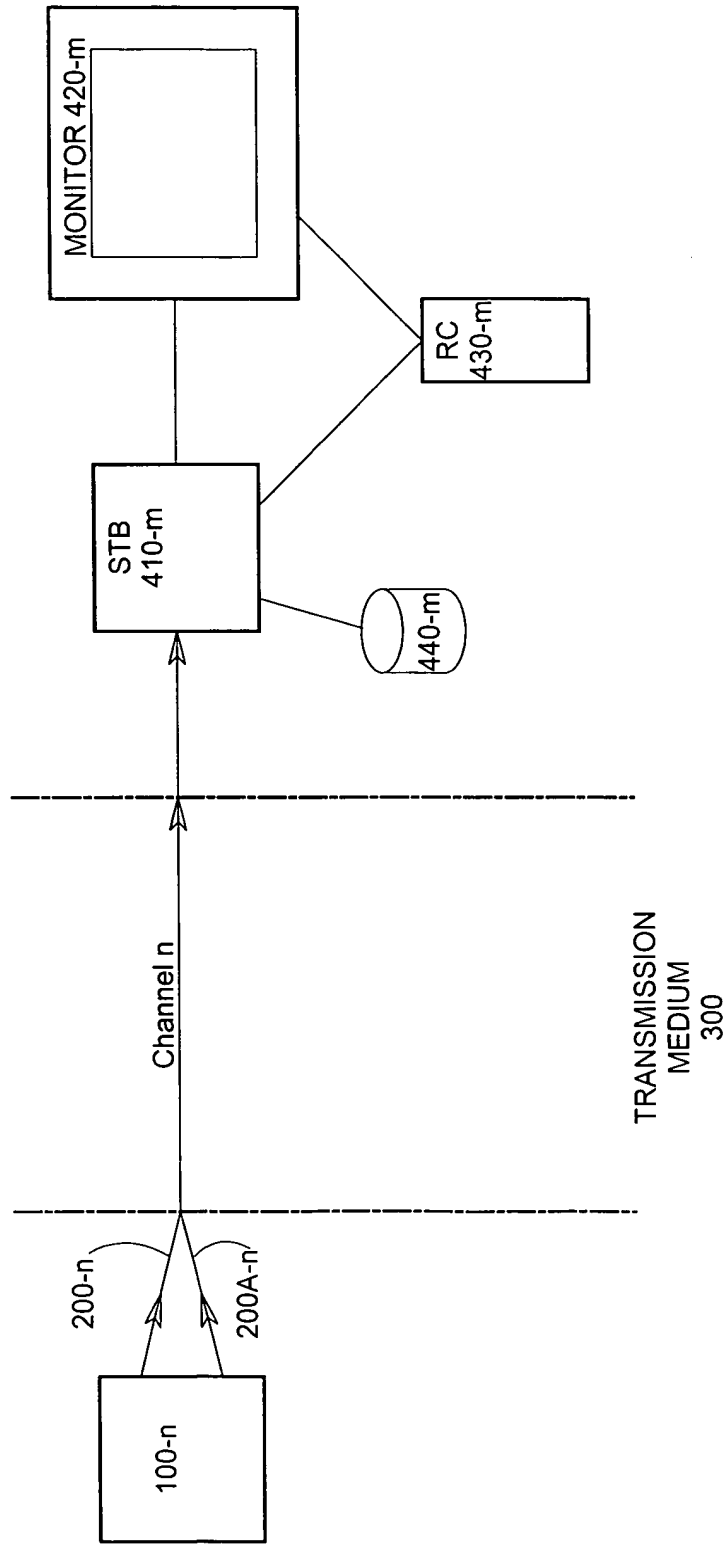 100-n
200-n
200A-n
Channel n
TRANSMISSION
MEDIUM
300
STB
410-m
440-m
MONITOR 420-m
RC
430-m